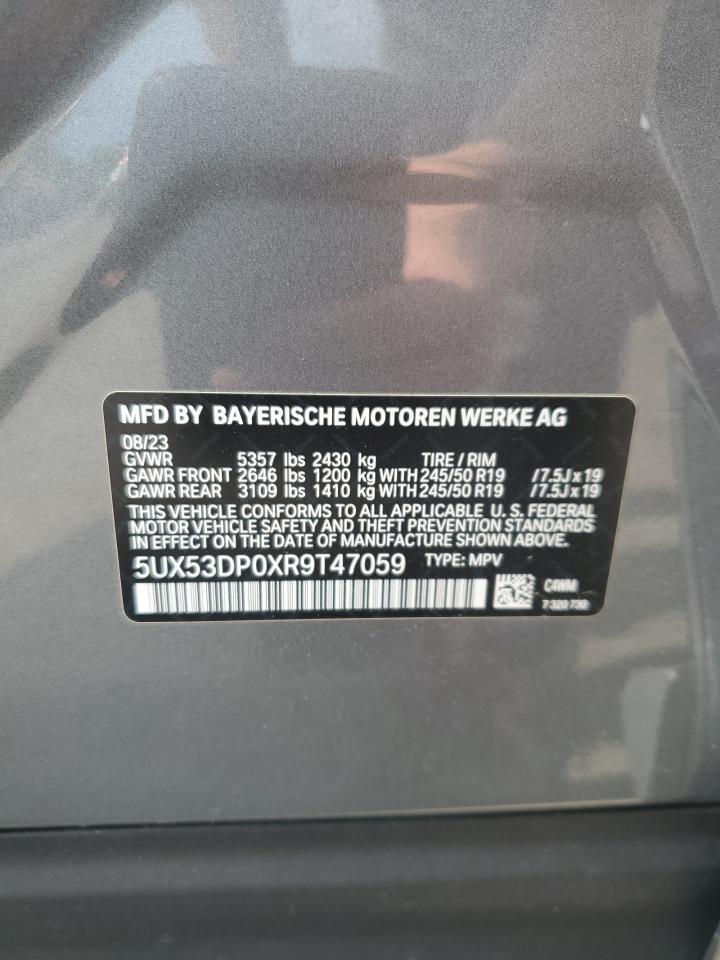 MFD BY BAYERISCHE MOTOREN WERKE AG
08/23
GVWR 5357 lbs 2430 kg TIRE / RIM
GAWR FRONT 2646 lbs 1200 kg WITH 245/50 R19 / 7.5J x 19
GAWR REAR 3109 lbs 1410 kg WITH 245/50 R19 / 7.5J x 19
THIS VEHICLE CONFORMS TO ALL APPLICABLE U. S. FEDERAL
MOTOR VEHICLE SAFETY AND THEFT PREVENTION STANDARDS
IN EFFECT ON THE DATE OF MANUFACTURE SHOWN ABOVE.
5UX53DP0XR9T47059 TYPE: MPV
C4WM
7 320 730